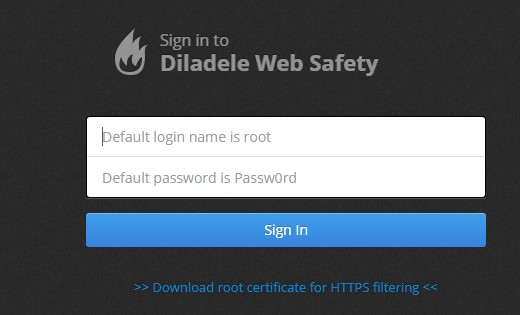 Sign in to
Diladele Web Safety
Default login name is root
Default password is Passw0rd
Sign In
>> Download root certificate for HTTPS filtering <<